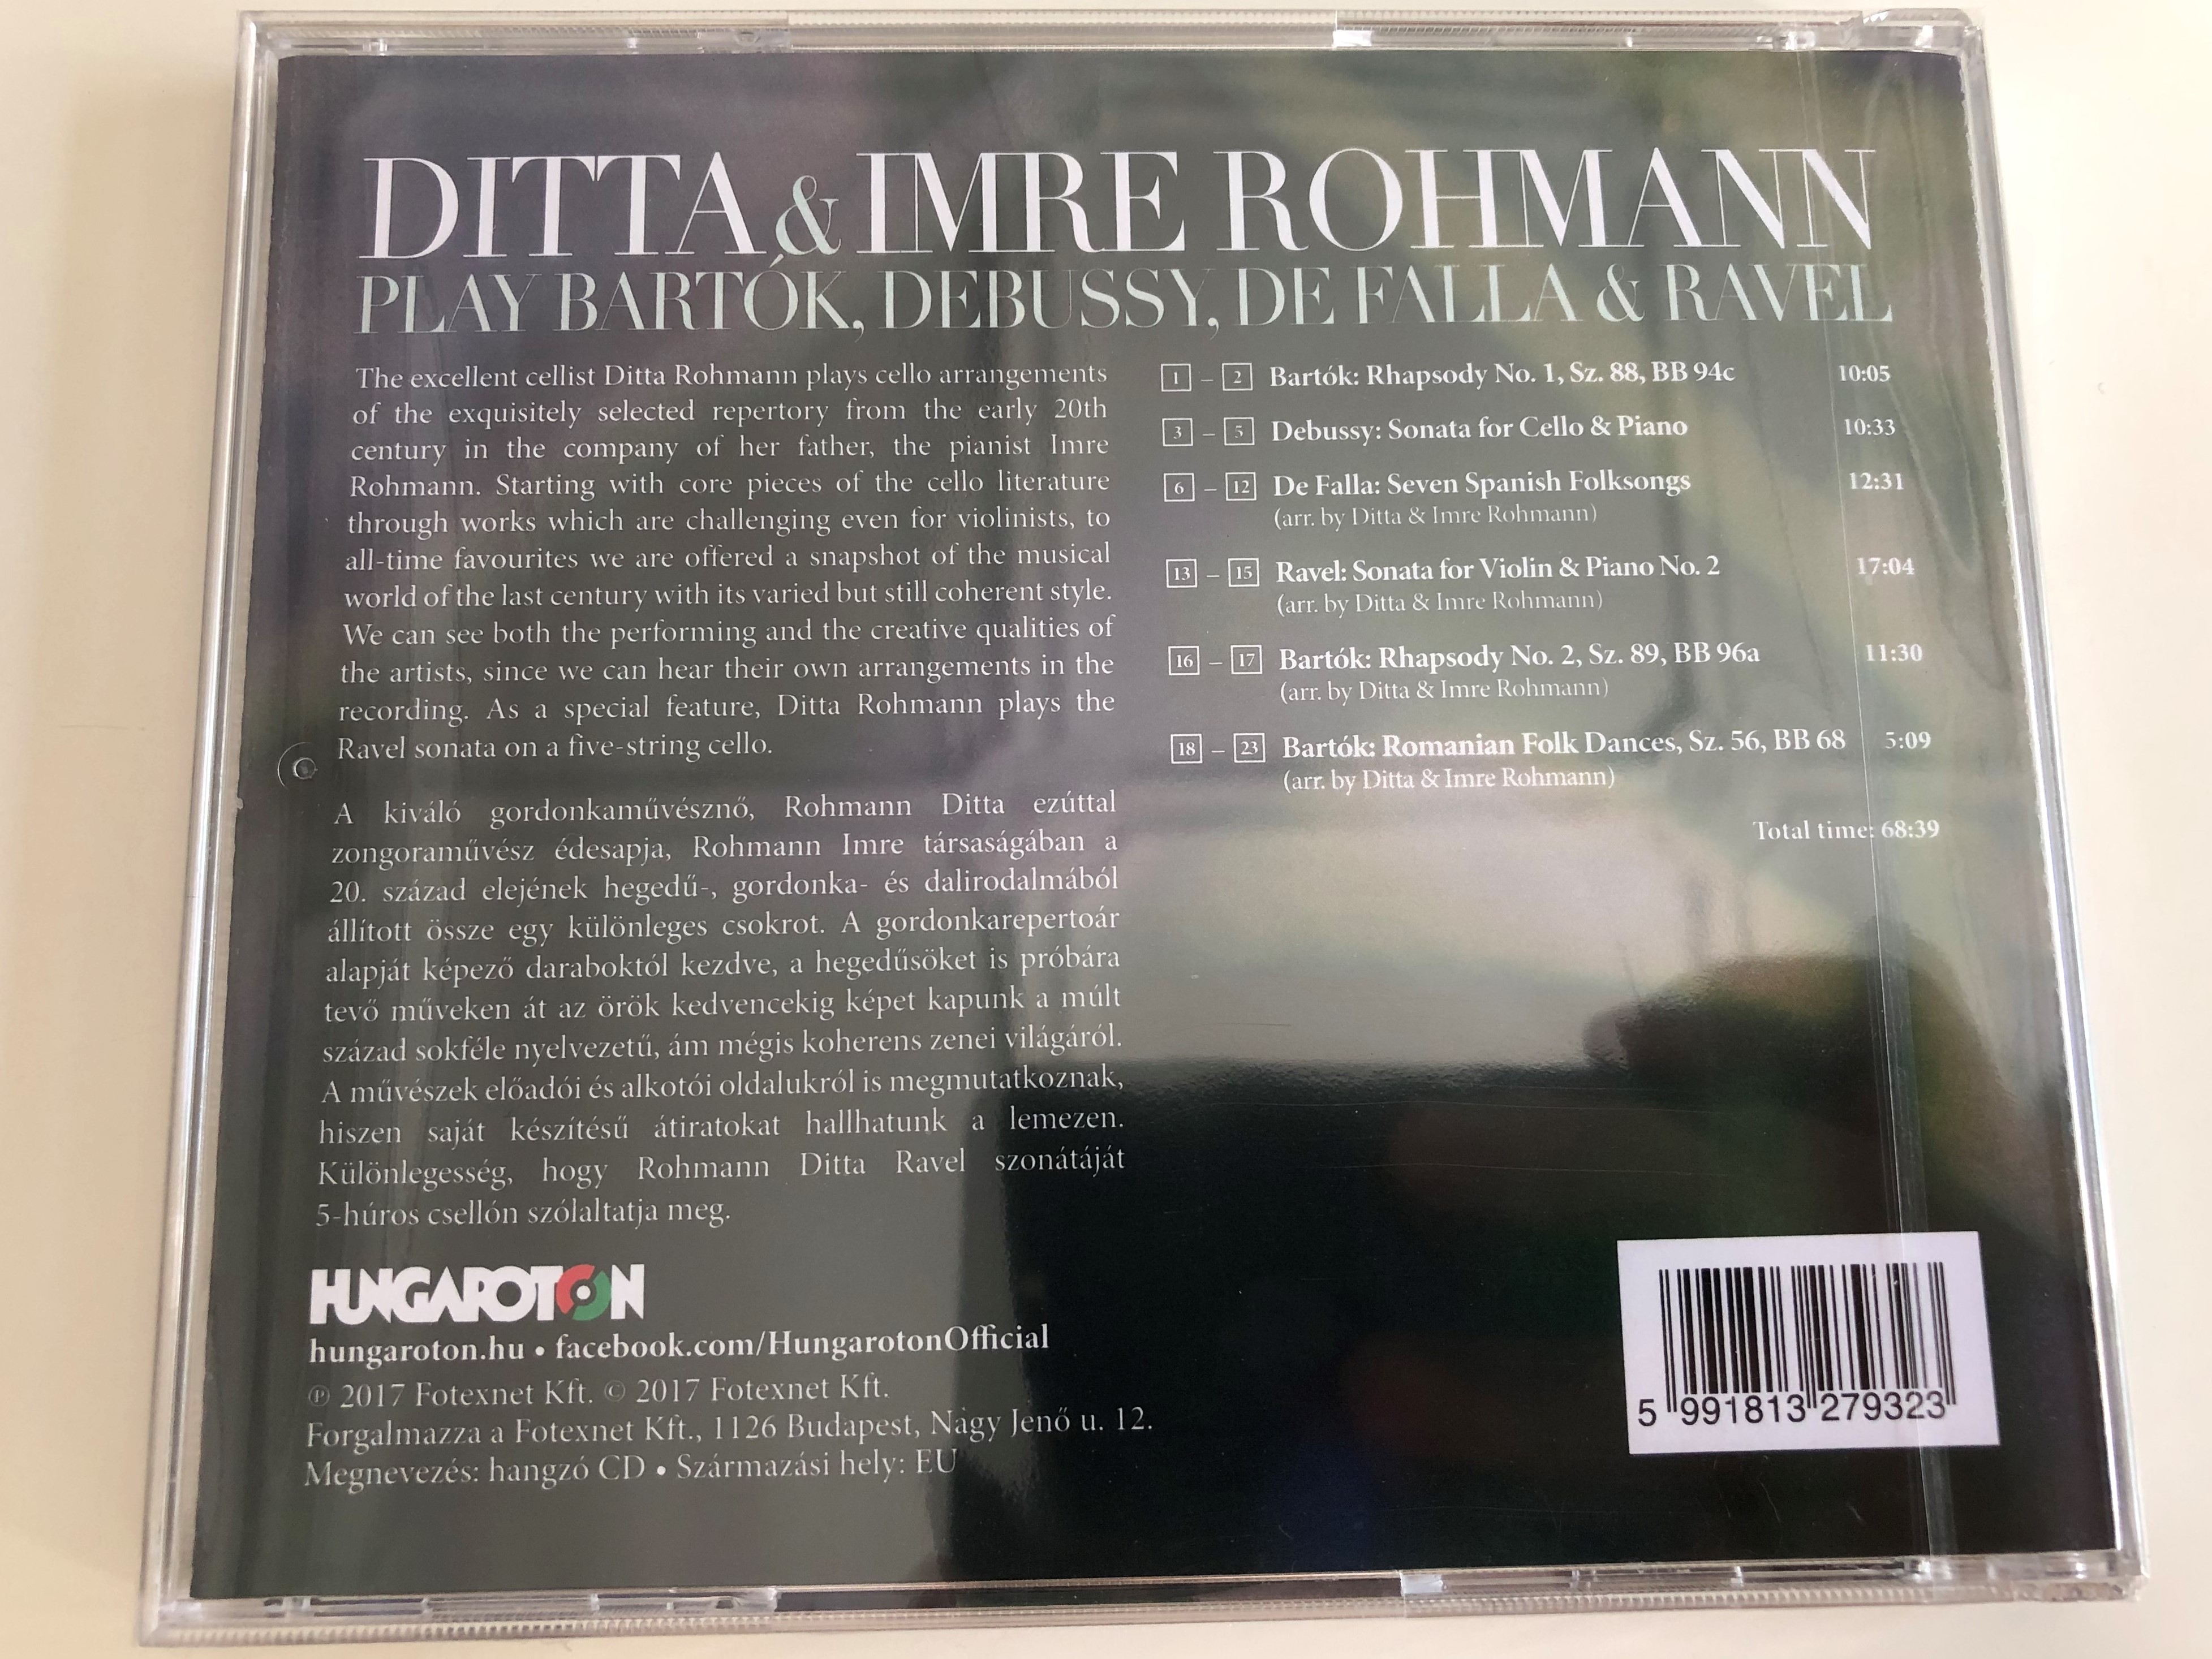 DITTA & IMRE ROHMANN
PLAY BARTÓK, DEBUSSY, DE FALLA & RAVEL
The excellent cellist Ditta Rohmann plays cello arrangements
of the exquisitely selected repertory from the early 20th
century in the company of her father, the pianist Imre
Rohmann. Starting with core pieces of the cello literature
through works which are challenging even for violinists, to
all-time favourites we are offered a snapshot of the musical
world of the last century with its varied but still coherent style.
We can see both the performing and the creative qualities of
the artists, since we can hear their own arrangements in the
recording. As a special feature, Ditta Rohmann plays the
Ravel sonata on a five-string cello.
A kiváló gordonkaművésznő, Rohmann Ditta ezúttal
zongoraművész édesapja, Rohmann Imre társaságában a
20. század elejének hegedű-, gordonka- és dalirodalmából
állított össze egy különleges csokrot. A gordonkarepertoár
alapját képező daraboktól kezdve, a hegedűsöket is próbára
tevő műveken át az örök kedvencekig képet kapunk a múlt
század sokféle nyelvezetű, ám mégis koherens zenei világáról.
A művészek előadói és alkotói oldalukról is megmutatkoznak,
hiszen saját készítésű átiratokat hallhatunk a lemezen.
Különlegesség, hogy Rohmann Ditta Ravel szonátáját
5-húros csellón szólaltatja meg.
1 – 2 Bartók: Rhapsody No. 1, Sz. 88, BB 94c 10:05
3 – 5 Debussy: Sonata for Cello & Piano 10:33
6 – 12 De Falla: Seven Spanish Folksongs 12:31
(arr. by Ditta & Imre Rohmann)
13 – 15 Ravel: Sonata for Violin & Piano No. 2 17:04
(arr. by Ditta & Imre Rohmann)
16 – 17 Bartók: Rhapsody No. 2, Sz. 89, BB 96a 11:30
(arr. by Ditta & Imre Rohmann)
18 – 23 Bartók: Romanian Folk Dances, Sz. 56, BB 68 5:09
(arr. by Ditta & Imre Rohmann)
Total time: 68:39
HUNGAROTON
hungaroton.hu • facebook.com/HungarotonOfficial
℗ 2017 Fotexnet Kft. © 2017 Fotexnet Kft.
Forgalmazza a Fotexnet Kft., 1126 Budapest, Nagy Jenő u. 12.
Megnevezés: hangzó CD • Származási hely: EU
5 991813 279323